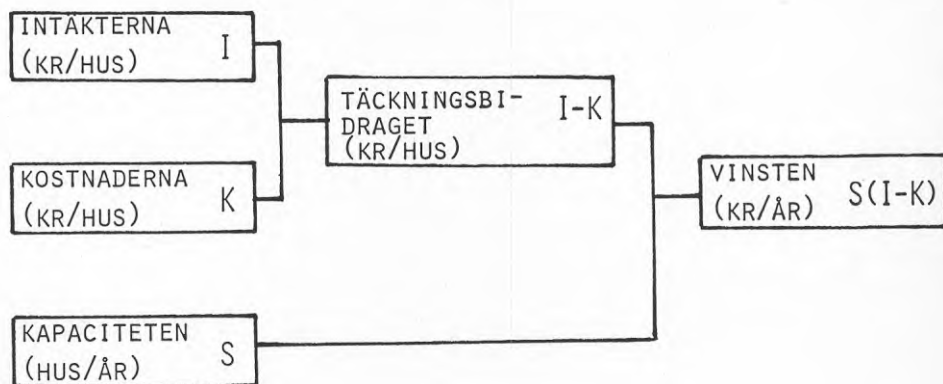 INTÄKTERNA
(KR/HUS) I
TÄCKNINGSBI-
DRAGET I-K
(KR/HUS)
KOSTNADERNA
(KR/HUS) K
VINSTEN
(KR/ÅR) S(I-K)
KAPACITETEN
(HUS/ÅR) S